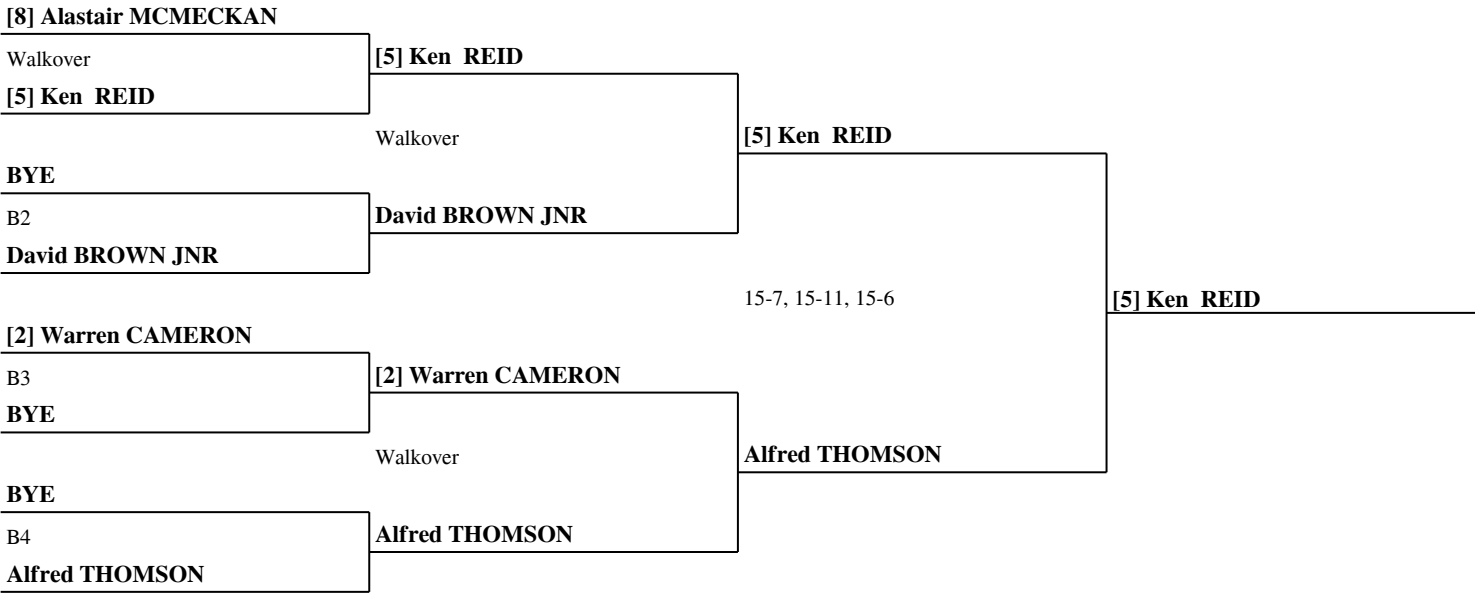 [8] Alastair MCMECKAN
Walkover
[5] Ken REID
[5] Ken REID
Walkover
[5] Ken REID
BYE
B2
David BROWN JNR
David BROWN JNR
15-7, 15-11, 15-6
[5] Ken REID
[2] Warren CAMERON
B3
[2] Warren CAMERON
BYE
Walkover
Alfred THOMSON
BYE
B4
Alfred THOMSON
Alfred THOMSON